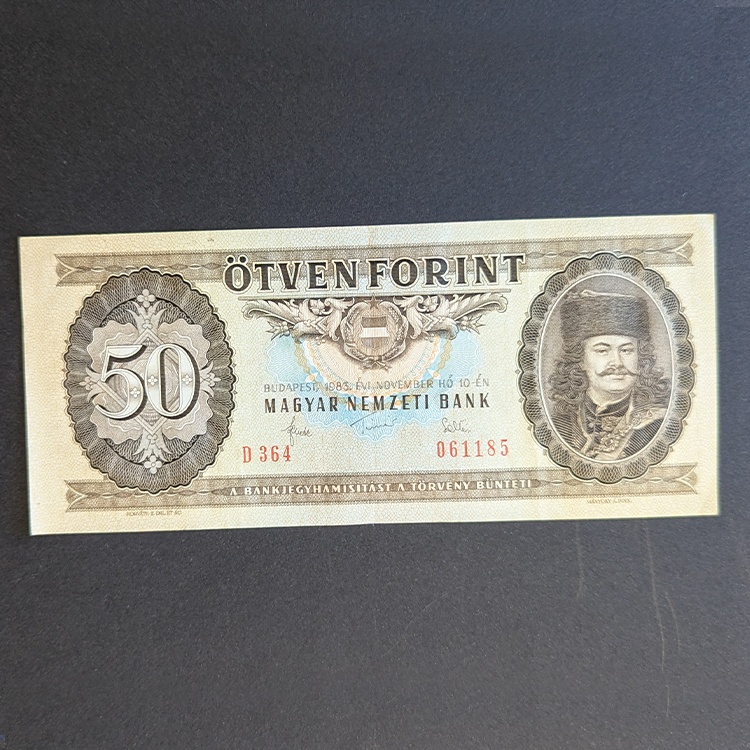 ÖTVEN FORINT
50
BUDAPEST, 1983. ÉVI NOVEMBER HÓ 10-ÉN
MAGYAR NEMZETI BANK
D 364 061185
A BANKJEGYHAMISÍTÁST A TÖRVÉNY BÜNTETI